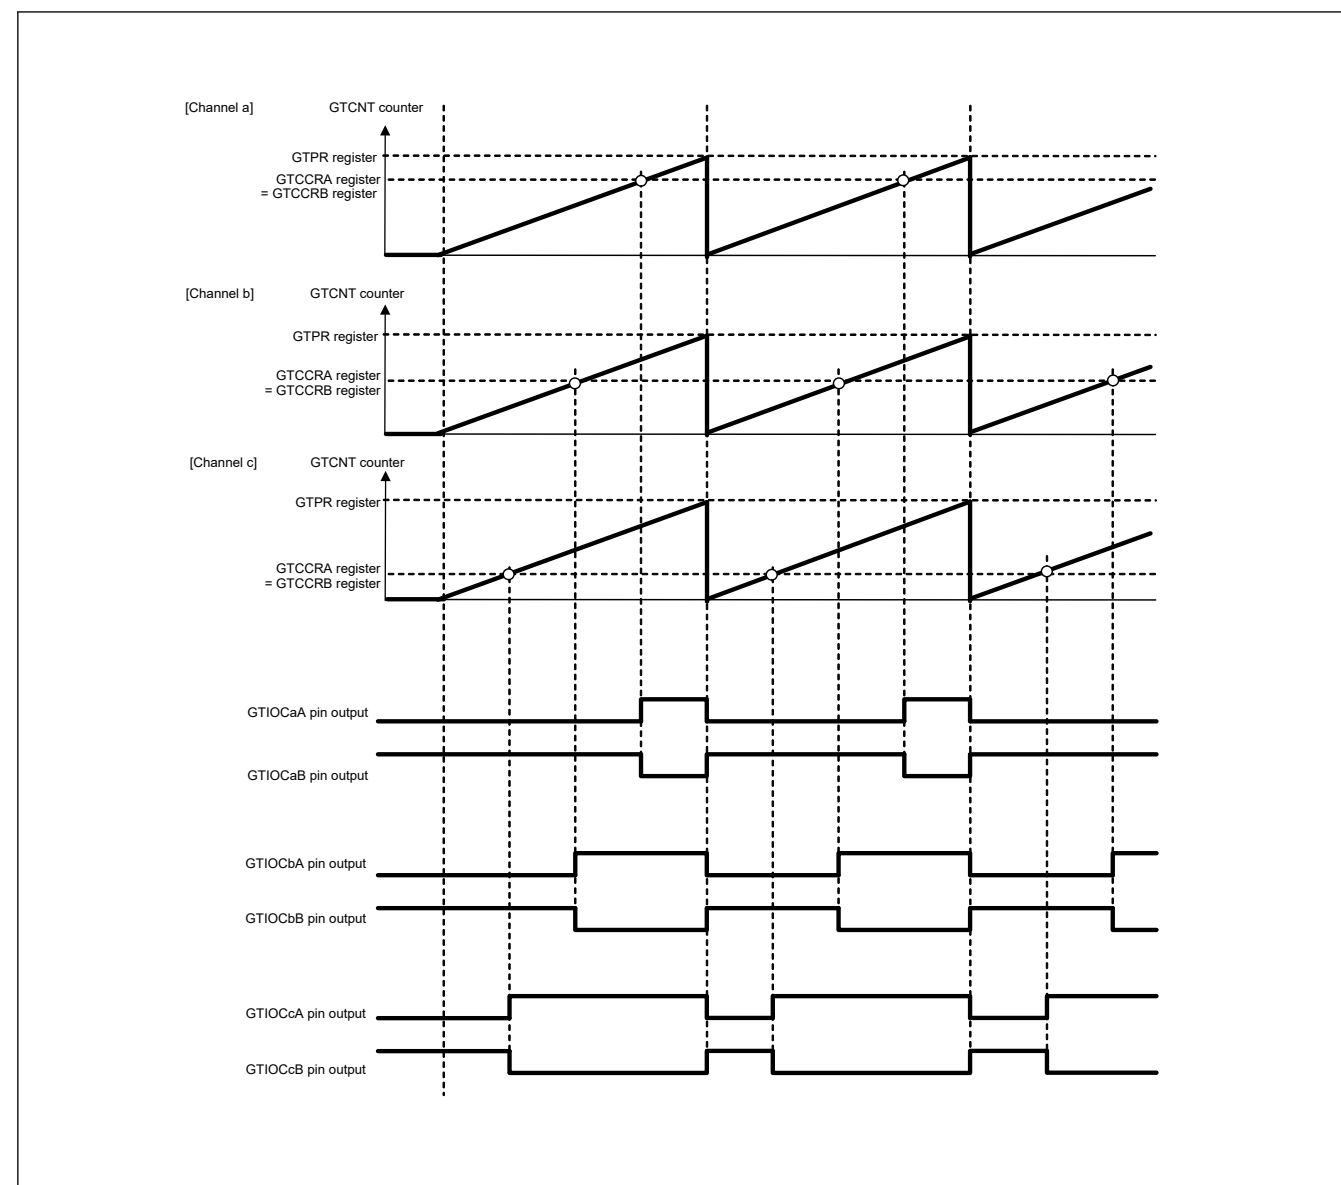 [Channel a]
GTCNT counter
GTPR register
GTCCRA register
= GTCCRB register
[Channel b]
GTCNT counter
GTPR register
GTCCRA register
= GTCCRB register
[Channel c]
GTCNT counter
GTPR register
GTCCRA register
= GTCCRB register
GTIOCaA pin output
GTIOCaB pin output
GTIOCbA pin output
GTIOCbB pin output
GTIOCcA pin output
GTIOCcB pin output